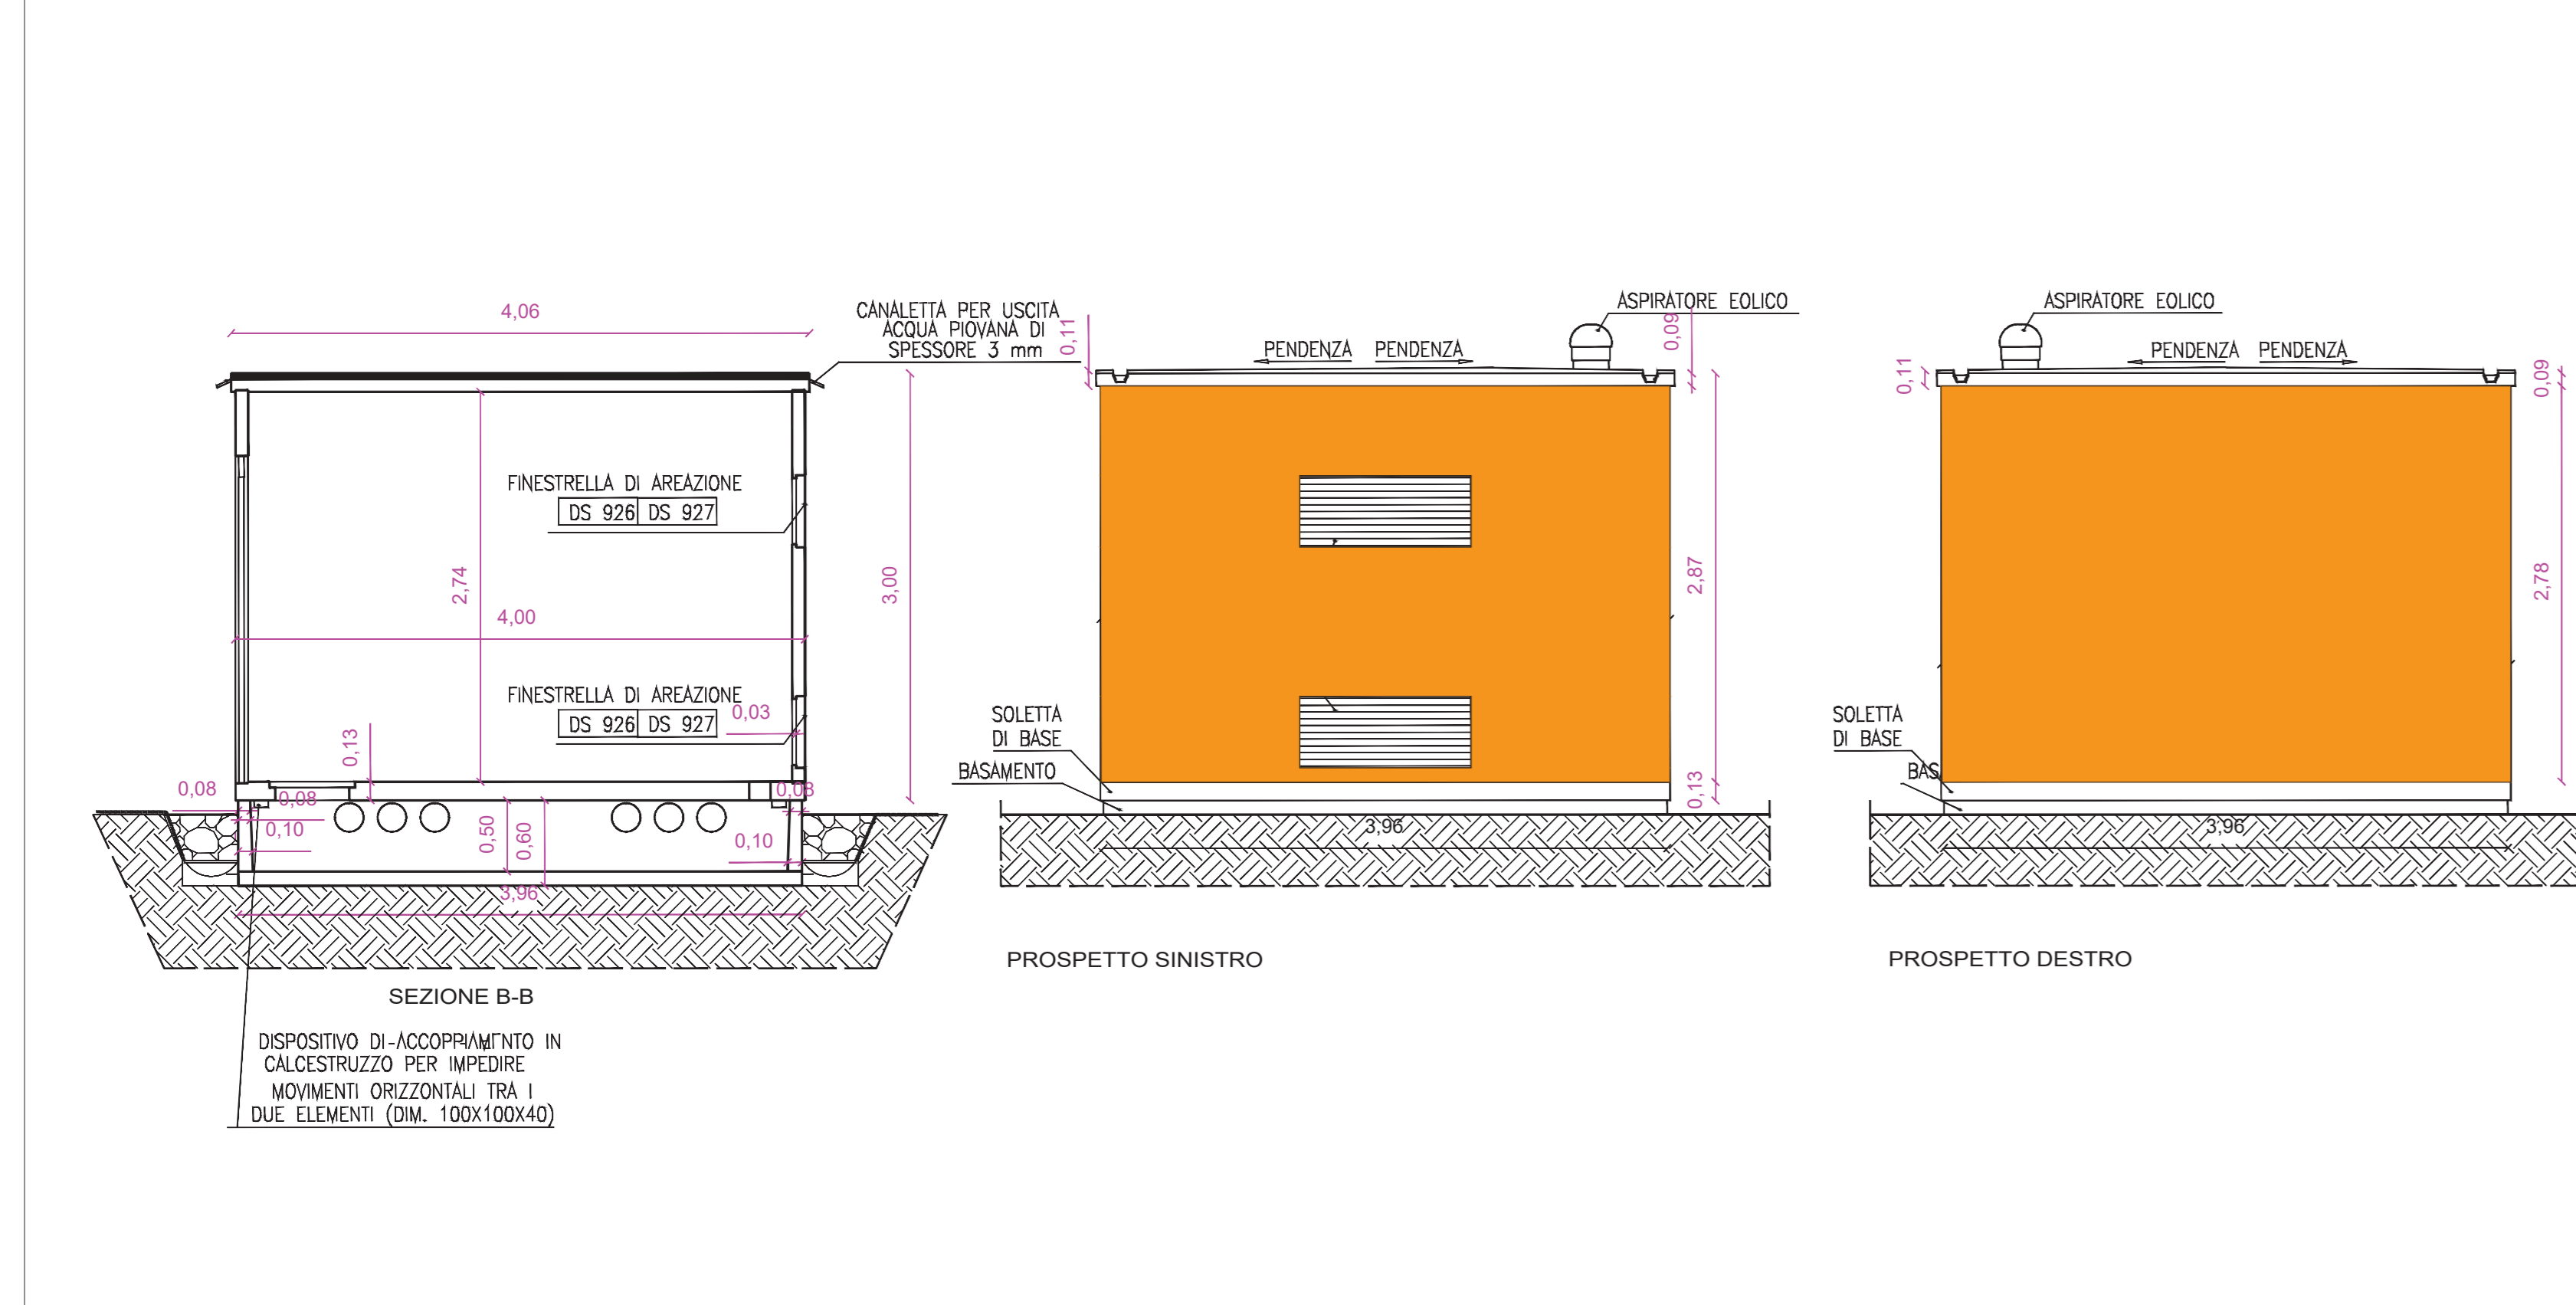 4,06
CANALETTA PER USCITA
ACQUA PIOVANA DI
SPESSORE 3 mm
FINESTRELLA DI AREAZIONE
DS 926 DS 927
2,74
4,00
3,00
FINESTRELLA DI AREAZIONE
DS 926 DS 927
0,03
0,13
0,08
0,08
0,08
0,10
0,50
0,60
0,10
3,96
SEZIONE B-B
DISPOSITIVO DI ACCOPPIAMENTO IN
CALCESTRUZZO PER IMPEDIRE
MOVIMENTI ORIZZONTALI TRA I
DUE ELEMENTI (DIM. 100X100X40)
0,11
PENDENZA PENDENZA
ASPIRATORE EOLICO
0,09
2,87
0,13
SOLETTA
DI BASE
BASAMENTO
3,96
PROSPETTO SINISTRO
ASPIRATORE EOLICO
PENDENZA PENDENZA
0,11
0,09
2,78
SOLETTA
DI BASE
BAS
3,96
PROSPETTO DESTRO